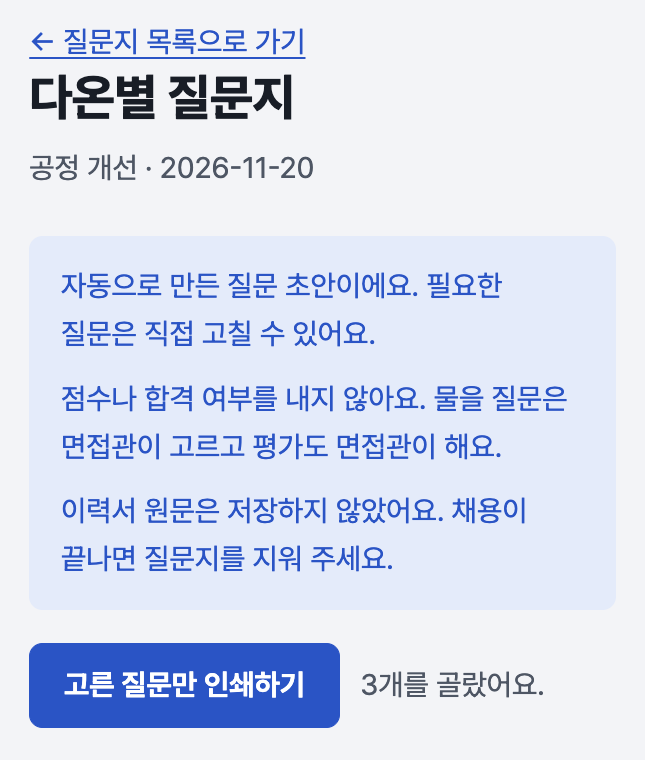 ← 질문지 목록으로 가기
다온별 질문지
공정 개선 · 2026-11-20
자동으로 만든 질문 초안이에요. 필요한
질문은 직접 고칠 수 있어요.
점수나 합격 여부를 내지 않아요. 물을 질문은
면접관이 고르고 평가도 면접관이 해요.
이력서 원문은 저장하지 않았어요. 채용이
끝나면 질문지를 지워 주세요.
고른 질문만 인쇄하기
3개를 골랐어요.